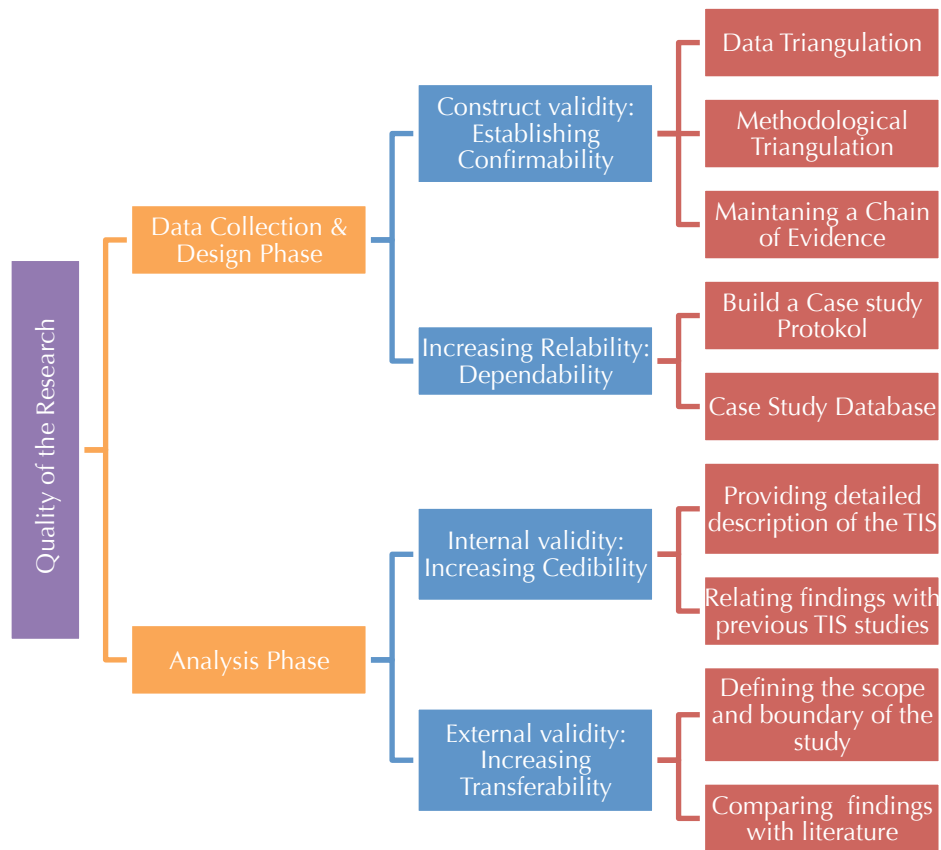 Quality of the Research
Data Collection &
Design Phase
Construct validity:
Establishing
Confirmability
Data Triangulation
Methodological
Triangulation
Maintaning a Chain
of Evidence
Increasing Relability:
Dependability
Build a Case study
Protokol
Case Study Database
Analysis Phase
Internal validity:
Increasing Cedibility
Providing detailed
description of the TIS
Relating findings with
previous TIS studies
External validity:
Increasing
Transferability
Defining the scope
and boundary of the
study
Comparing findings
with literature